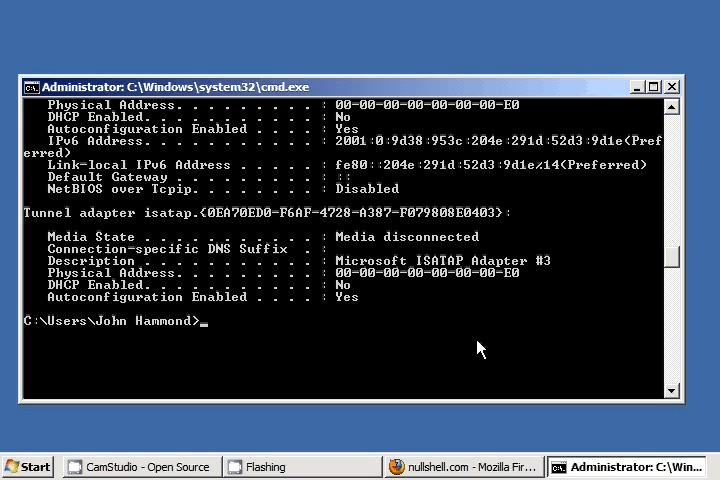 Administrator: C:\Windows\system32\cmd.exe
Physical Address. . . . . . . . . : 00-00-00-00-00-00-00-E0
DHCP Enabled. . . . . . . . . . . : No
Autoconfiguration Enabled . . . . : Yes
IPv6 Address. . . . . . . . . . . : 2001:0:9d38:953c:204e:291d:52d3:9d1e(Pref
erred)
Link-local IPv6 Address . . . . . : fe80::204e:291d:52d3:9d1e%14(Preferred)
Default Gateway . . . . . . . . . : ::
NetBIOS over Tcpip. . . . . . . . : Disabled
Tunnel adapter isatap.{0EA70ED0-F6AF-4728-A387-F079808E0403}:
Media State . . . . . . . . . . . : Media disconnected
Connection-specific DNS Suffix  . :
Description . . . . . . . . . . . : Microsoft ISATAP Adapter #3
Physical Address. . . . . . . . . : 00-00-00-00-00-00-00-E0
DHCP Enabled. . . . . . . . . . . : No
Autoconfiguration Enabled . . . . : Yes
C:\Users\John Hammond>_
Start
CamStudio - Open Source
Flashing
nullshell.com - Mozilla Fir...
Administrator: C:\Win...